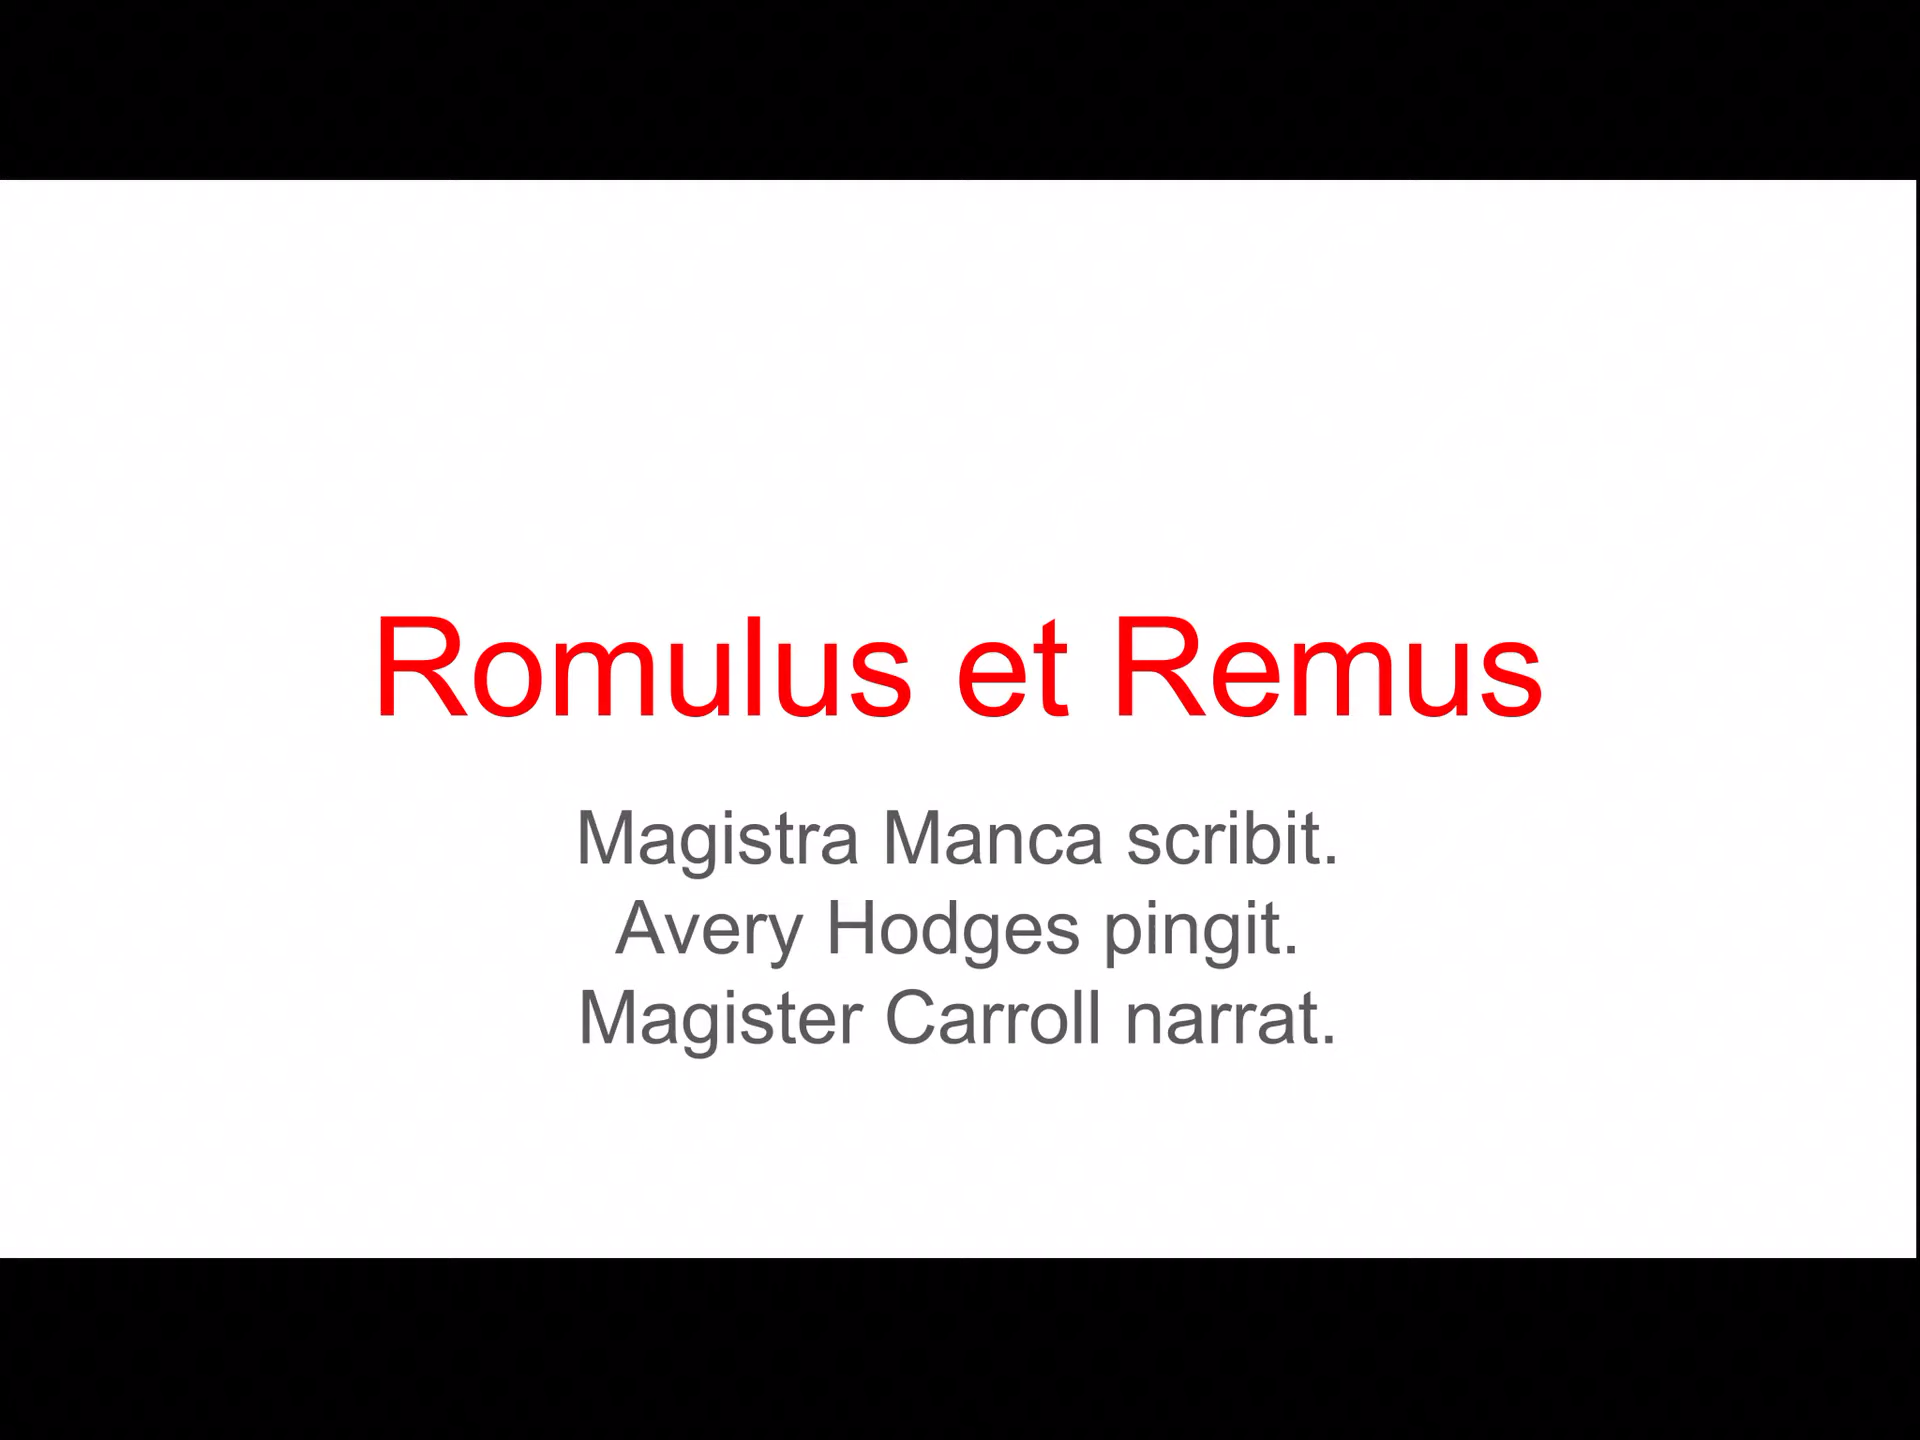 Romulus et Remus
Magistra Manca scribit.
Avery Hodges pingit.
Magister Carroll narrat.